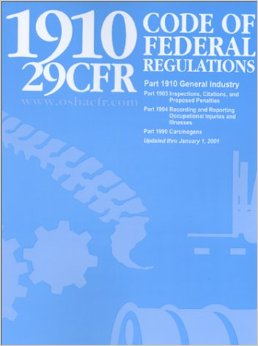 1910
29CFR
CODE OF
FEDERAL
REGULATIONS
www.oshacfr.com
Part 1910 General Industry
Part 1903 Inspections, Citations, and
Proposed Penalties
Part 1904 Recording and Reporting
Occupational Injuries and
Illnesses
Part 1990 Carcinogens
Updated thru January 1, 2001